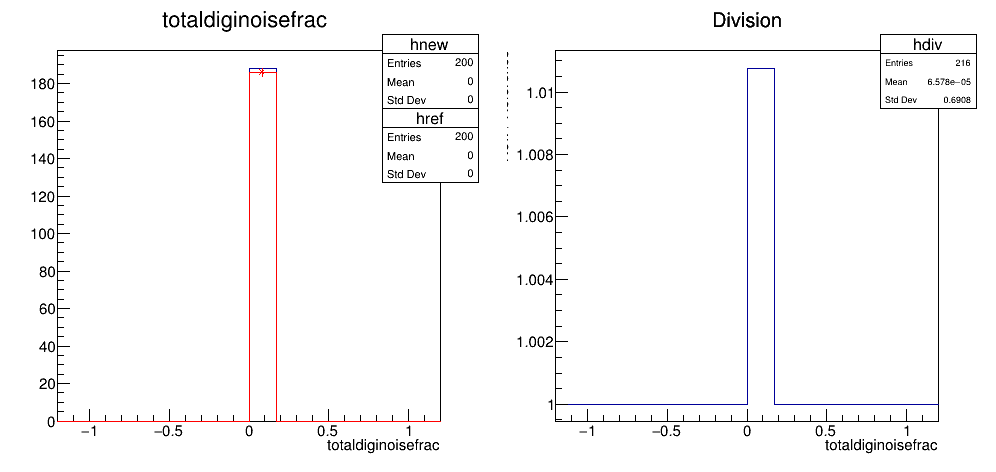 totaldiginoisefrac
hnew
Entries 200
Mean 0
Std Dev 0
href
Entries 200
Mean 0
Std Dev 0
180
160
140
120
100
80
60
40
20
0
−1 −0.5 0 0.5 1
totaldiginoisefrac
Division
hdiv
Entries 216
Mean 6.578e−05
Std Dev 0.6908
1.01
1.008
1.006
1.004
1.002
1
−1 −0.5 0 0.5 1
totaldiginoisefrac